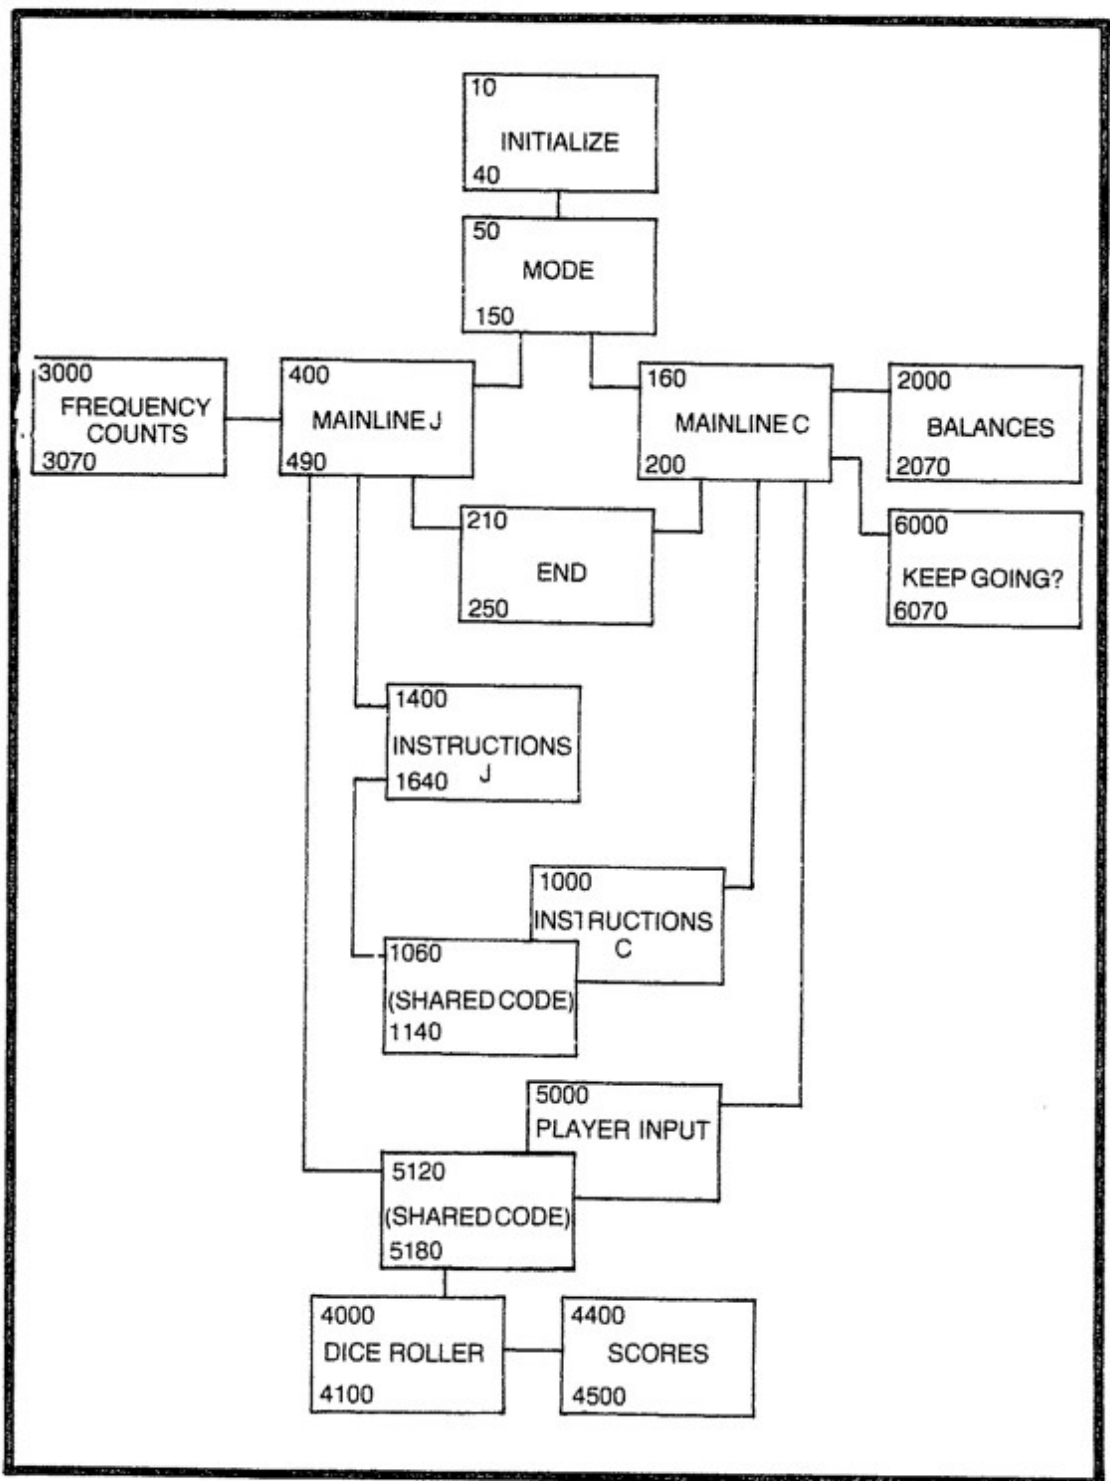 10
INITIALIZE
40
50
MODE
150
3000
FREQUENCY
COUNTS
3070
400
MAINLINE J
490
160
MAINLINE C
200
2000
BALANCES
2070
210
END
250
6000
KEEP GOING?
6070
1400
INSTRUCTIONS
J
1640
1000
INSTRUCTIONS
C
1060
(SHARED CODE)
1140
5000
PLAYER INPUT
5120
(SHARED CODE)
5180
4000
DICE ROLLER
4100
4400
SCORES
4500